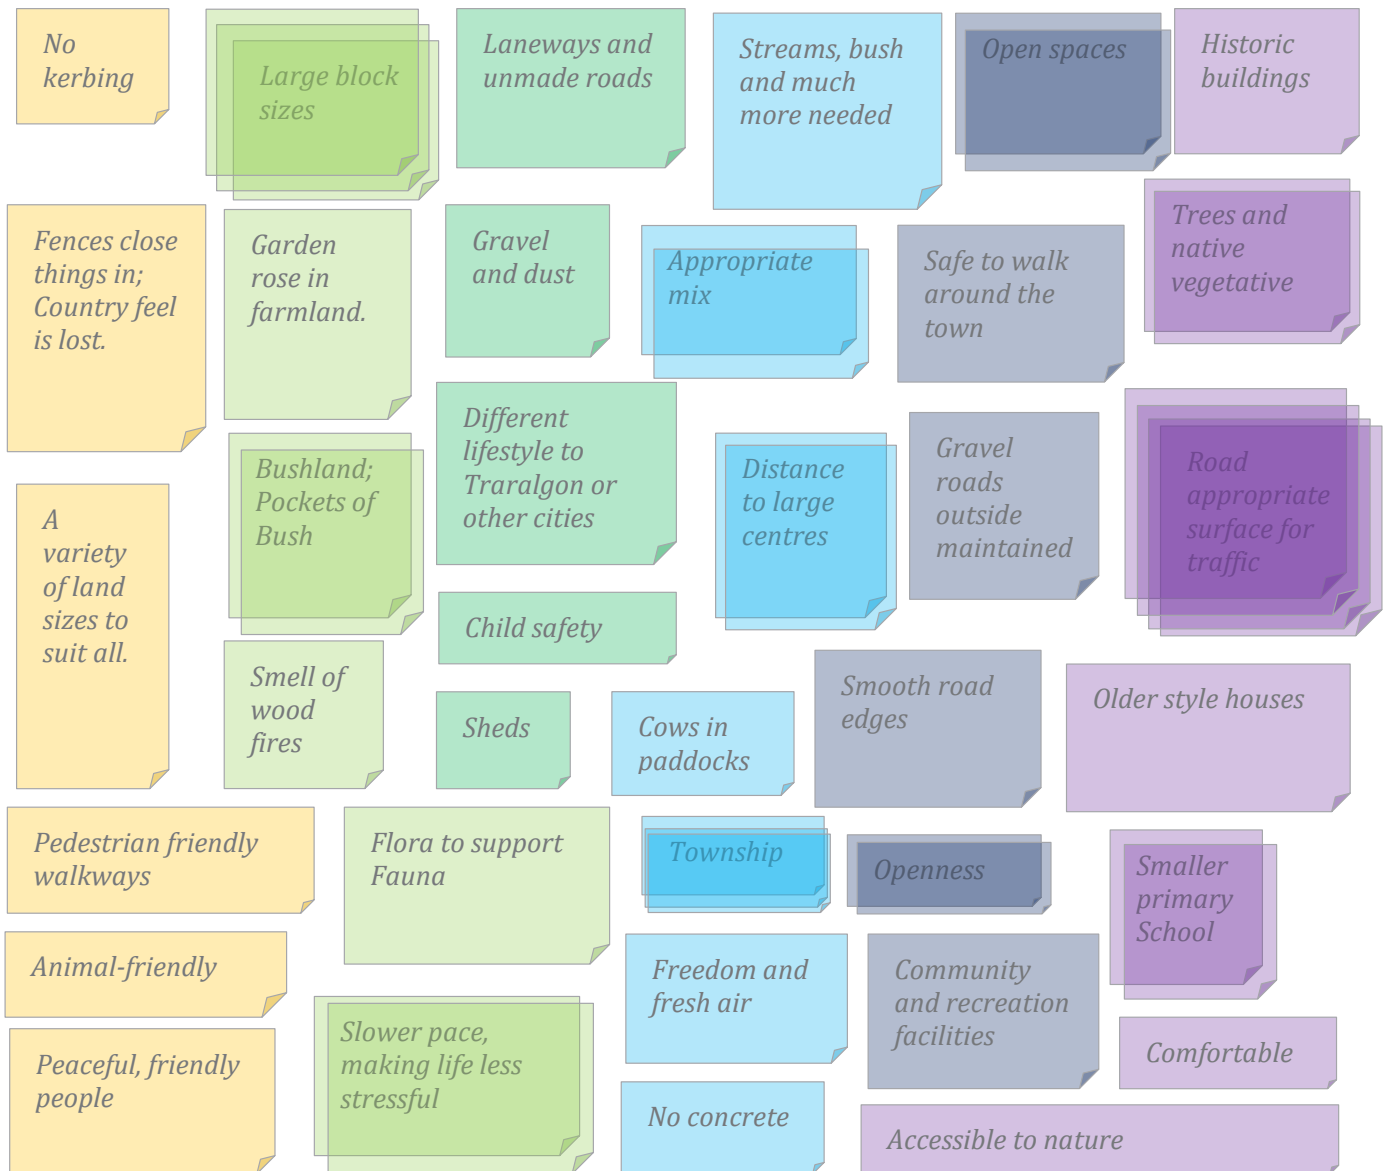 No
kerbing
Large block
sizes
Laneways and
unmade roads
Streams, bush
and much
more needed
Open spaces
Historic
buildings
Fences close
things in;
Country feel
is lost.
Garden
rose in
farmland.
Gravel
and dust
Appropriate
mix
Safe to walk
around the
town
Trees and
native
vegetative
A
variety
of land
sizes to
suit all.
Bushland;
Pockets of
Bush
Different
lifestyle to
Traralgon or
other cities
Distance
to large
centres
Gravel
roads
outside
maintained
Road
appropriate
surface for
traffic
Child safety
Smell of
wood
fires
Sheds
Cows in
paddocks
Smooth road
edges
Older style houses
Pedestrian friendly
walkways
Flora to support
Fauna
Township
Openness
Smaller
primary
School
Animal-friendly
Freedom and
fresh air
Community
and recreation
facilities
Peaceful, friendly
people
Slower pace,
making life less
stressful
No concrete
Comfortable
Accessible to nature